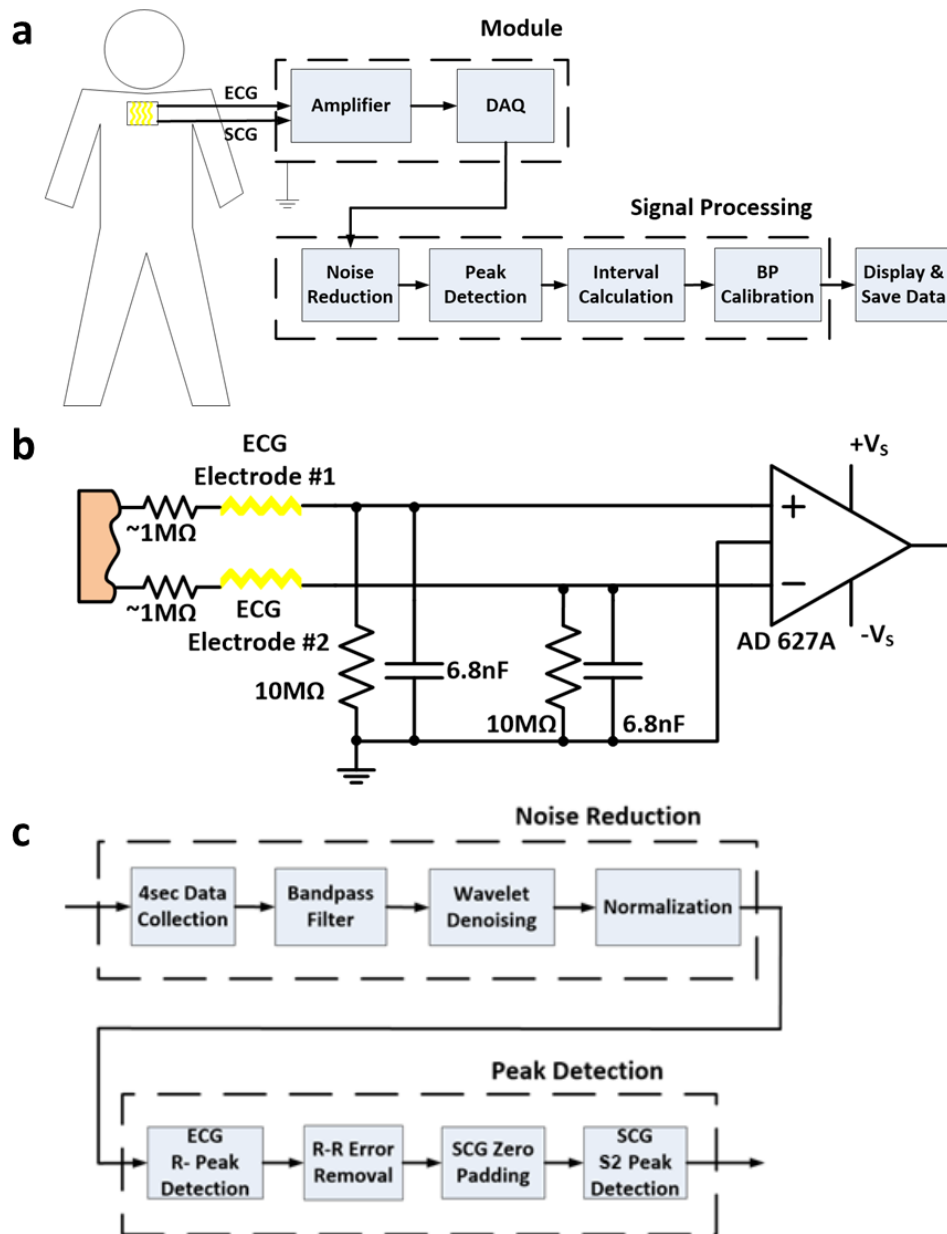 a
Module
ECG
SCG
Amplifier
DAQ
Signal Processing
Noise
Reduction
Peak
Detection
Interval
Calculation
BP
Calibration
Display &
Save Data
b
ECG
Electrode #1
~1MΩ
~1MΩ
ECG
Electrode #2
10MΩ
6.8nF
10MΩ
6.8nF
+
−
+VS
-VS
AD 627A
c
Noise Reduction
4sec Data
Collection
Bandpass
Filter
Wavelet
Denoising
Normalization
Peak Detection
ECG
R- Peak
Detection
R-R Error
Removal
SCG Zero
Padding
SCG
S2 Peak
Detection